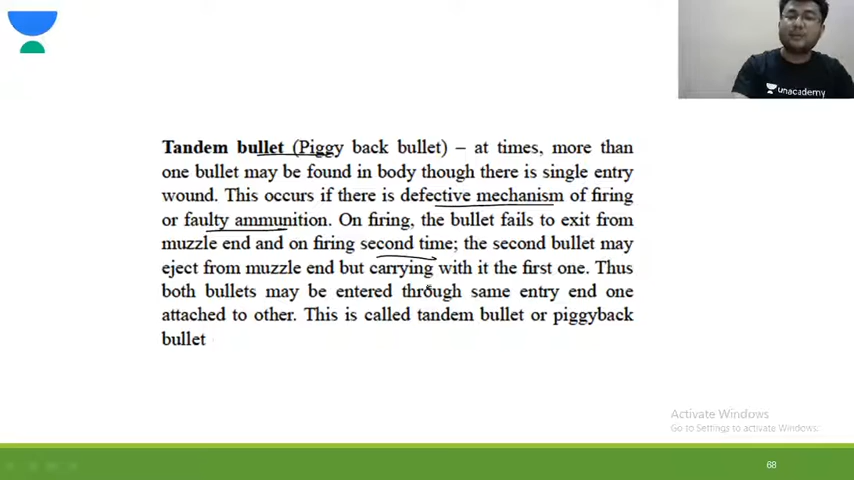 unacademy
Tandem bullet (Piggy back bullet) – at times, more than
one bullet may be found in body though there is single entry
wound. This occurs if there is defective mechanism of firing
or faulty ammunition. On firing, the bullet fails to exit from
muzzle end and on firing second time; the second bullet may
eject from muzzle end but carrying with it the first one. Thus
both bullets may be entered through same entry end one
attached to other. This is called tandem bullet or piggyback
bullet
Activate Windows
Go to Settings to activate Windows.
68